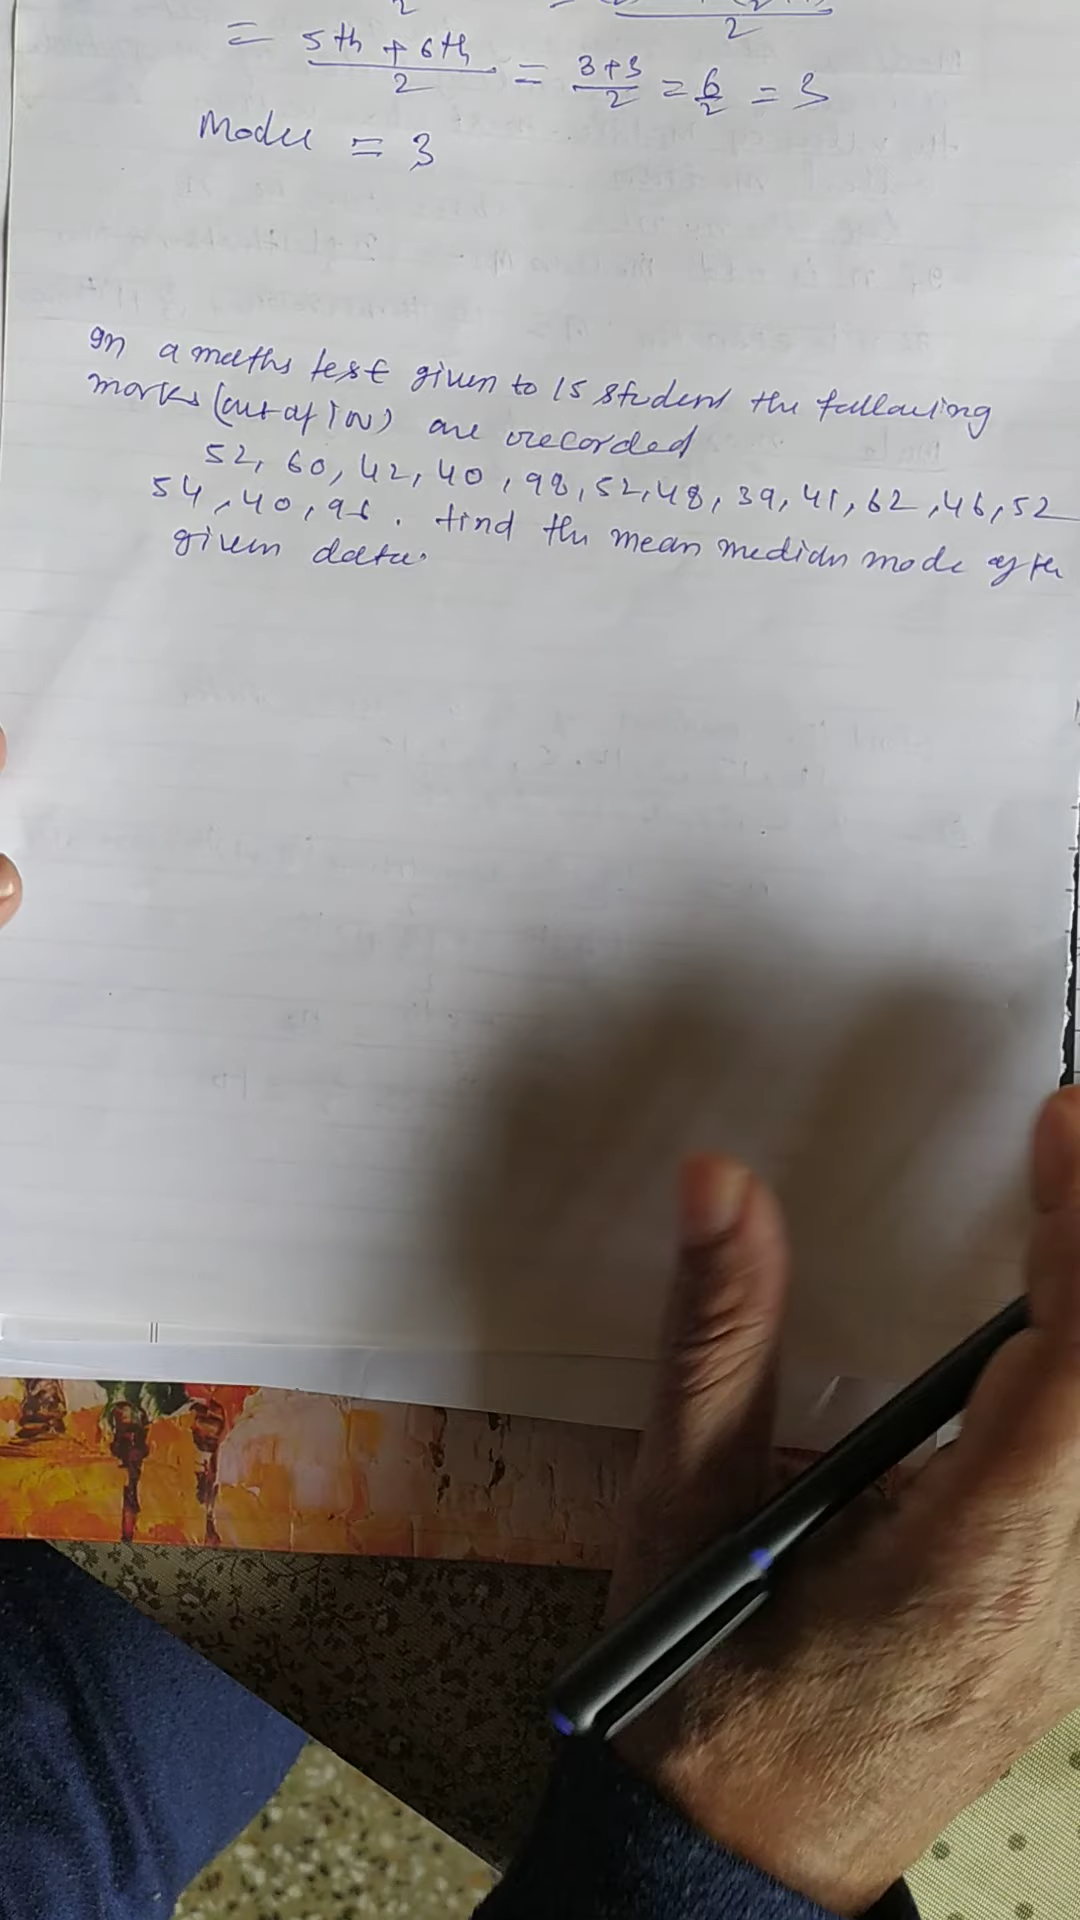 2
2
= 5th + 6th / 2 = 3+3 / 2 = 6/2 = 3
Mode = 3
In a maths test given to 15 student the following
marks (out of 100) are recorded
52, 60, 42, 40, 98, 52, 48, 39, 41, 62, 46, 52
54, 40, 96. find the mean median mode of the
given data.